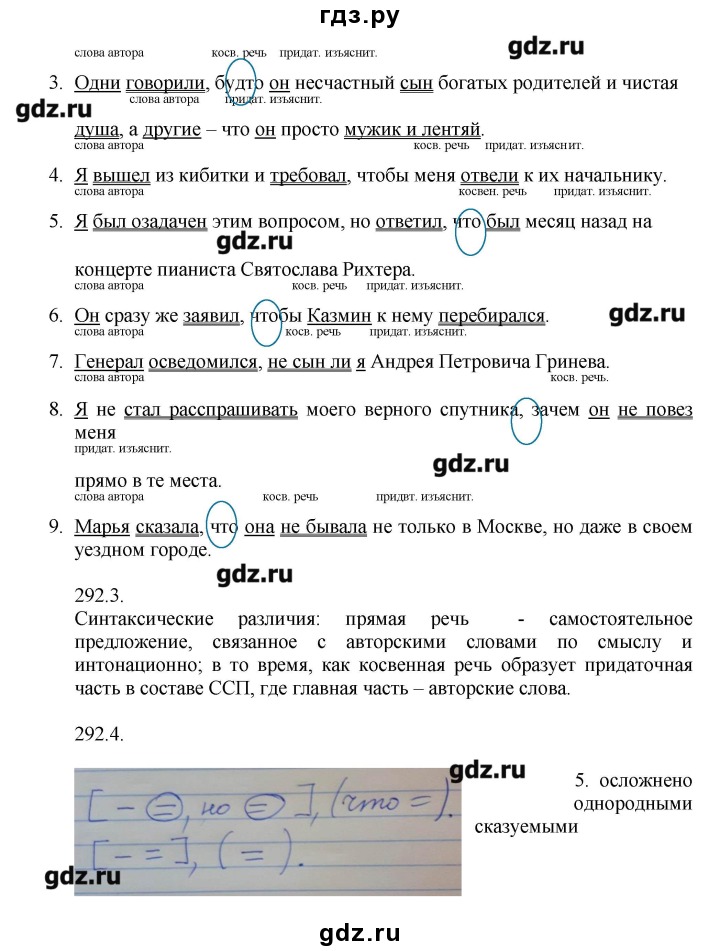 гдз.ру
слова автора косв. речь придат. изъяснит.
gdz.ru
3. Одни говорили, будто он несчастный сын богатых родителей и чистая
слова автора придат. изъяснит.
gdz.ru
душа, а другие – что он просто мужик и лентяй.
слова автора косв. речь придат. изъяснит.
4. Я вышел из кибитки и требовал, чтобы меня отвели к их начальнику.
слова автора косвен. речь придат. изъяснит.
5. Я был озадачен этим вопросом, но ответил, что был месяц назад на
gdz.ru
концерте пианиста Святослава Рихтера.
слова автора косв. речь придат. изъяснит.
6. Он сразу же заявил, чтобы Казмин к нему перебирался.
gdz.ru
слова автора косв. речь придат. изъяснит.
7. Генерал осведомился, не сын ли я Андрея Петровича Гринева.
слова автора косв. речь.
8. Я не стал расспрашивать моего верного спутника, зачем он не повез
меня
придат. изъяснит.
gdz.ru
прямо в те места.
слова автора косв. речь придвт. изъяснит.
9. Марья сказала, что она не бывала не только в Москве, но даже в своем
уездном городе.
gdz.ru
292.3.
Синтаксические различия: прямая речь - самостоятельное
предложение, связанное с авторскими словами по смыслу и
интонационно; в то время, как косвенная речь образует придаточная
часть в составе ССП, где главная часть – авторские слова.
292.4.
gdz.ru
5. осложнено
[ - =, но = ], (что = ).
однородными
сказуемыми
[ - = ], ( = ).
gdz.ru
gdz.ru